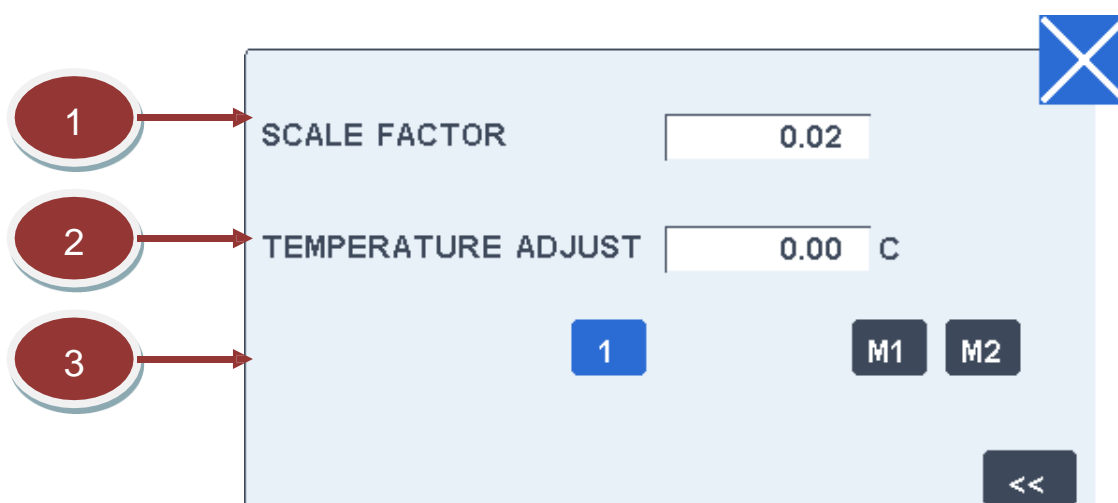 1
SCALE FACTOR 0.02
2
TEMPERATURE ADJUST 0.00 C
3
1 M1 M2
<<